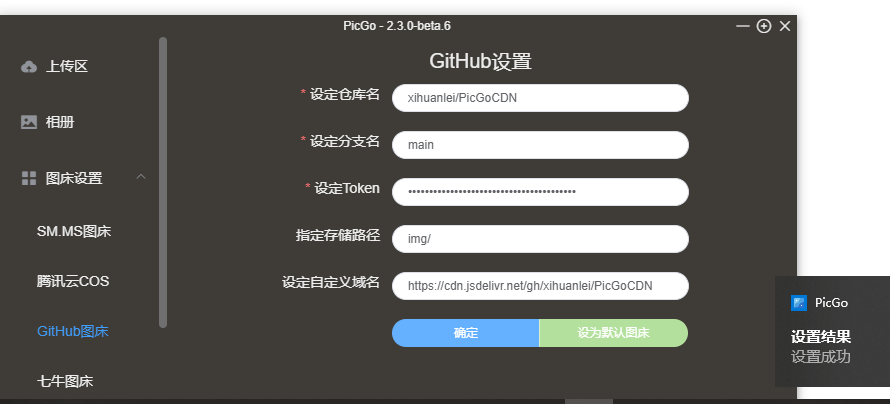 PicGo - 2.3.0-beta.6
上传区
相册
图床设置
SM.MS图床
腾讯云COS
GitHub图床
七牛图床
GitHub设置
* 设定仓库名
xihuanlei/PicGoCDN
* 设定分支名
main
* 设定Token
••••••••••••••••••••••••••••••••••••••••
指定存储路径
img/
设定自定义域名
https://cdn.jsdelivr.net/gh/xihuanlei/PicGoCDN
确定
设为默认图床
PicGo
设置结果
设置成功